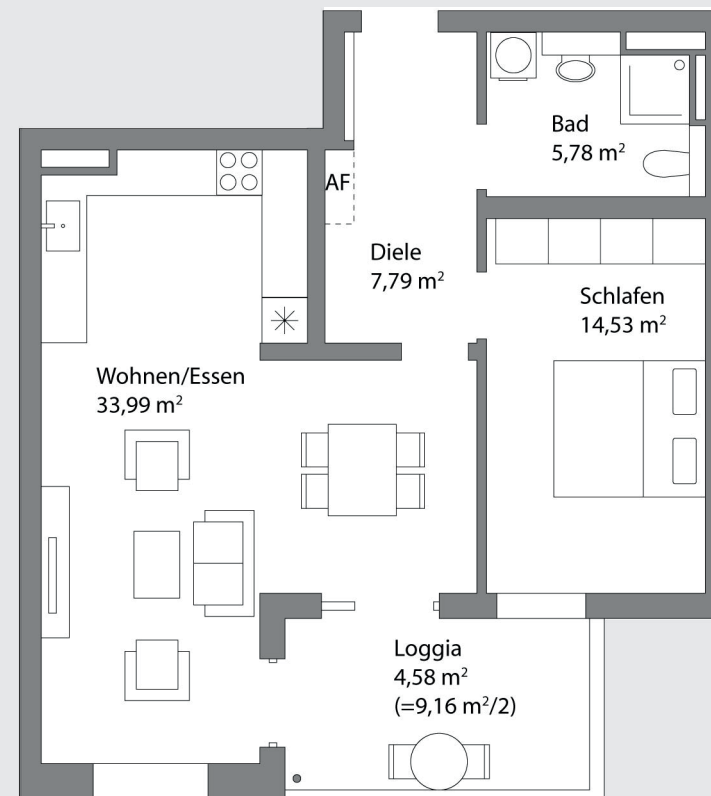 Bad
5,78 m²
AF
Diele
7,79 m²
Schlafen
14,53 m²
Wohnen/Essen
33,99 m²
Loggia
4,58 m²
(=9,16 m²/2)